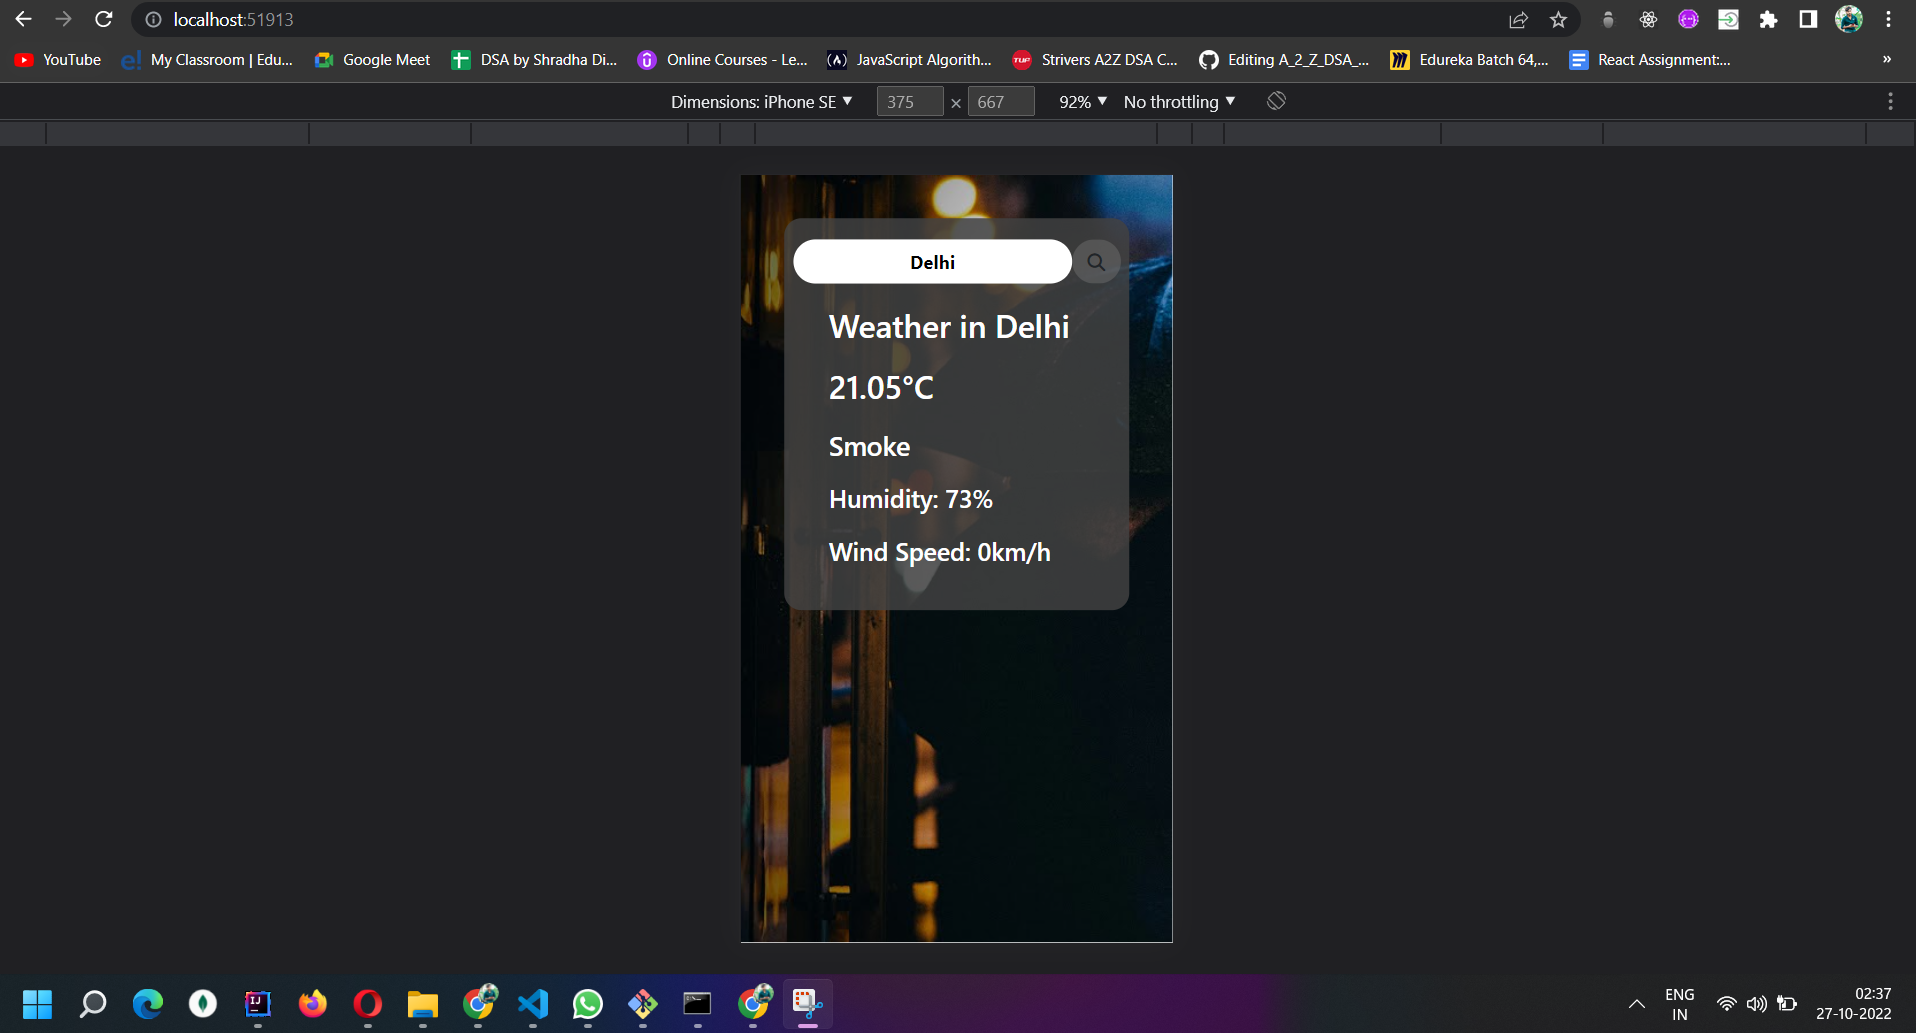 localhost:51913
YouTube
My Classroom | Edu...
Google Meet
DSA by Shradha Di...
Online Courses - Le...
JavaScript Algorith...
Strivers A2Z DSA C...
Editing A_2_Z_DSA_...
Edureka Batch 64,...
React Assignment:...
»
Dimensions: iPhone SE ▼ 375 × 667 92% ▼ No throttling ▼
Delhi
Weather in Delhi
21.05°C
Smoke
Humidity: 73%
Wind Speed: 0km/h
ENG
IN
02:37
27-10-2022